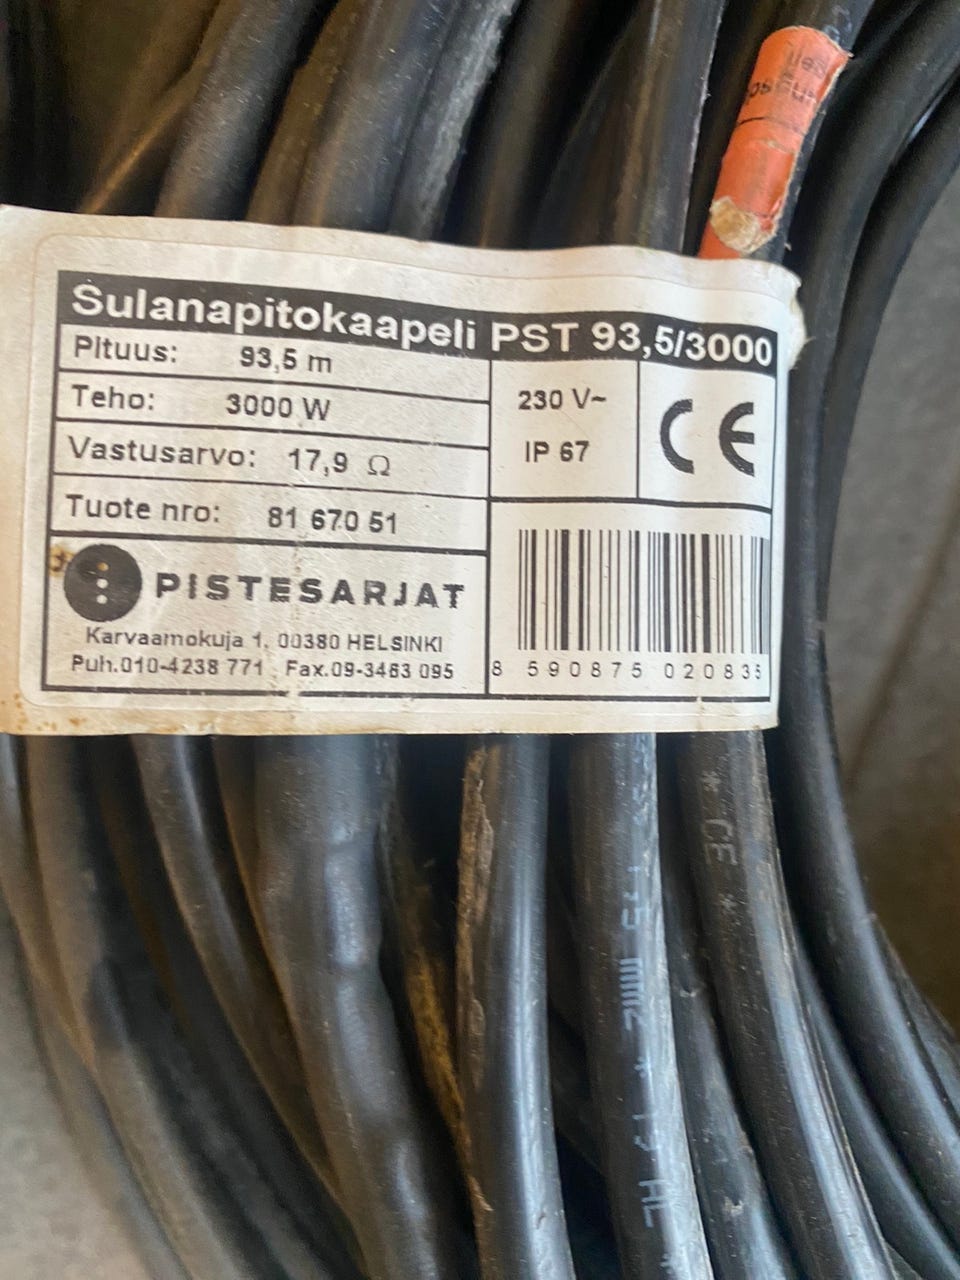 Sulanapitokaapeli PST 93,5/3000
Pituus: 93,5 m
Teho: 3000 W
Vastusarvo: 17,9 Ω
Tuote nro: 81 670 51
230 V~
IP 67
CE
PISTESARJAT
Karvaamokuja 1, 00380 HELSINKI
Puh.010-4238 771 Fax.09-3463 095
8 590875 020835
* CE *